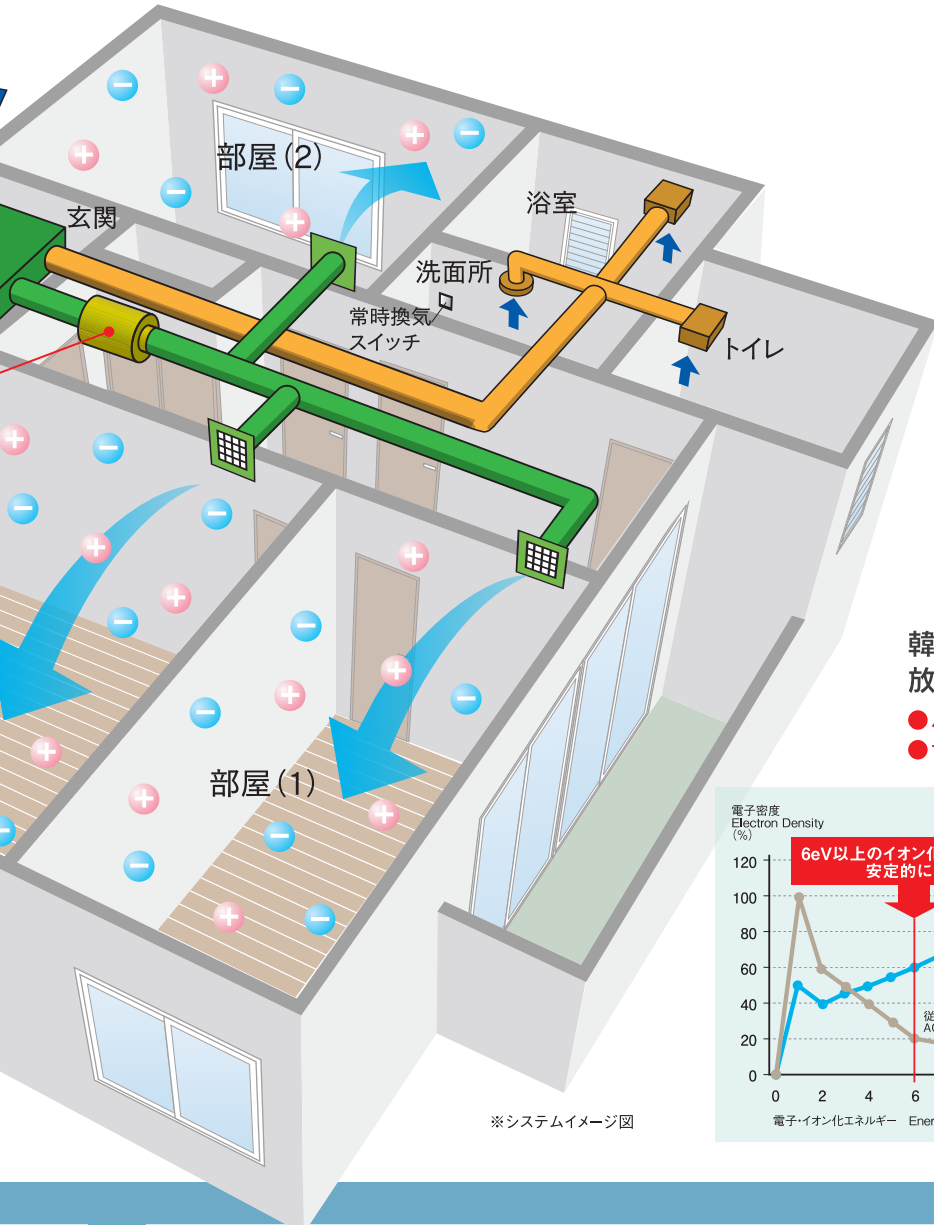 部屋(2)
玄関
浴室
洗面所
常時換気
スイッチ
トイレ
部屋(1)
韓
放
電子密度
Electron Density
(%)
6eV以上のイオン化
安定的に
120
100
80
60
40
20
0
0 2 4 6
電子・イオン化エネルギー Ener
※システムイメージ図